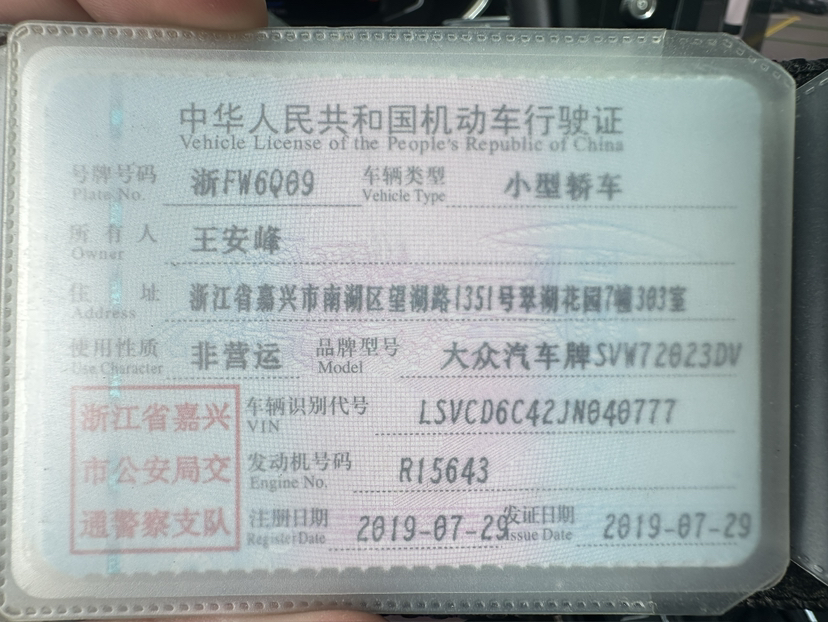 中华人民共和国机动车行驶证
Vehicle License of the People's Republic of China
号牌号码 浙FW6Q09 车辆类型 小型轿车
Plate No. Vehicle Type
所有人 王安峰
Owner
住址 浙江省嘉兴市南湖区望湖路1351号翠湖花园7幢303室
Address
使用性质 非营运 品牌型号 大众汽车牌SVW72023DV
Use Character Model
浙江省嘉兴 车辆识别代号 LSVCD6C42JN040777
VIN
市公安局交 发动机号码 R15643
Engine No.
通警察支队 注册日期 2019-07-29 发证日期 2019-07-29
Register Date Issue Date